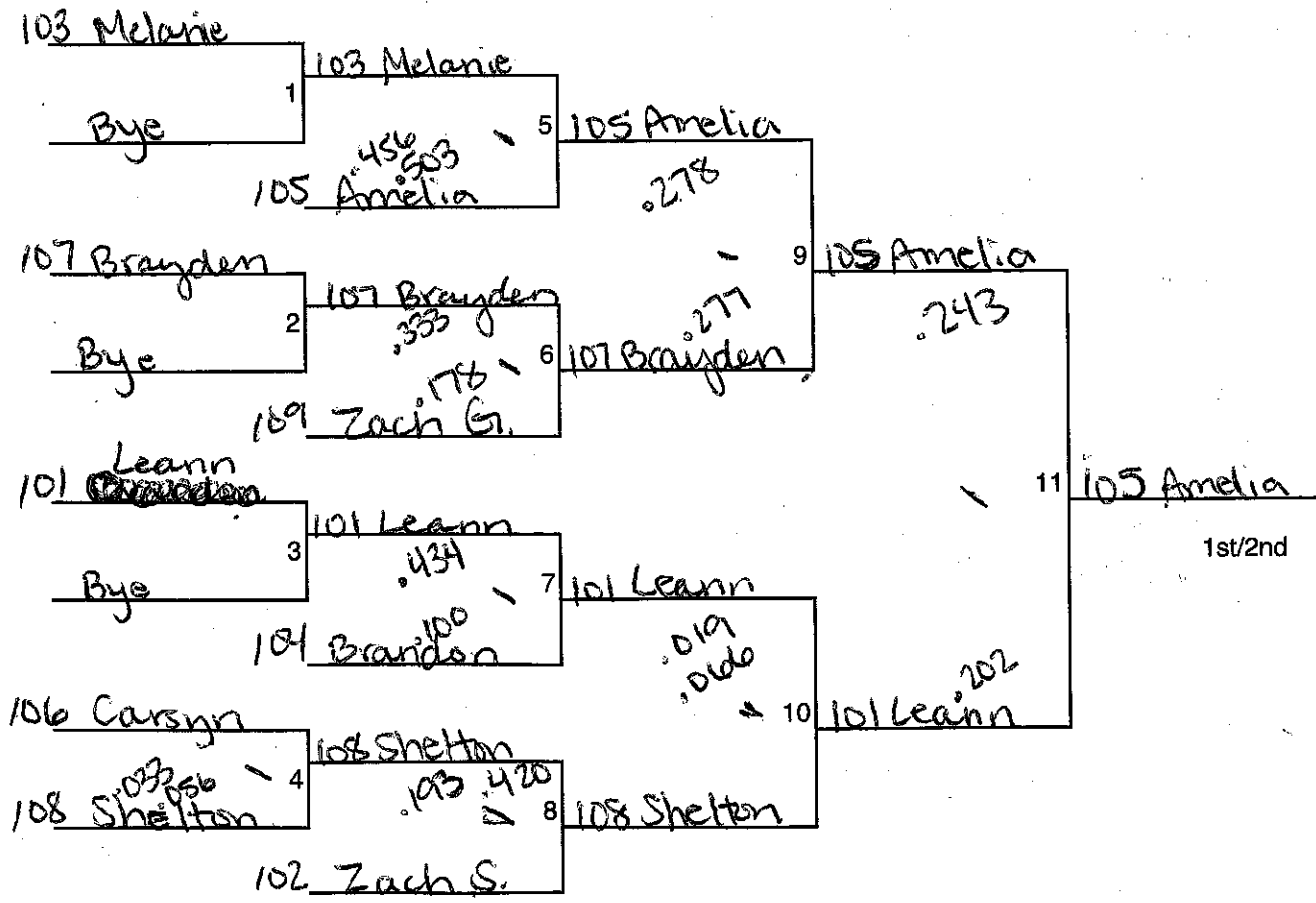 103 Melanie
103 Melanie
1
Bye
5
105 Amelia
.456
.503
105 Amelia
.278
107 Brayden
9
105 Amelia
107 Brayden
.243
2
.333
.277
Bye
6
107 Brayden
.178
109 Zach G.
Leann
101
11
105 Amelia
101 Leann
1st/2nd
3
.434
7
101 Leann
Bye
.100
104 Brandon
.019
.066
.202
106 Carsyn
10
101 Leann
108 Shelton
.033
.056
4
.193
.420
108 Shelton
8
108 Shelton
102 Zach S.